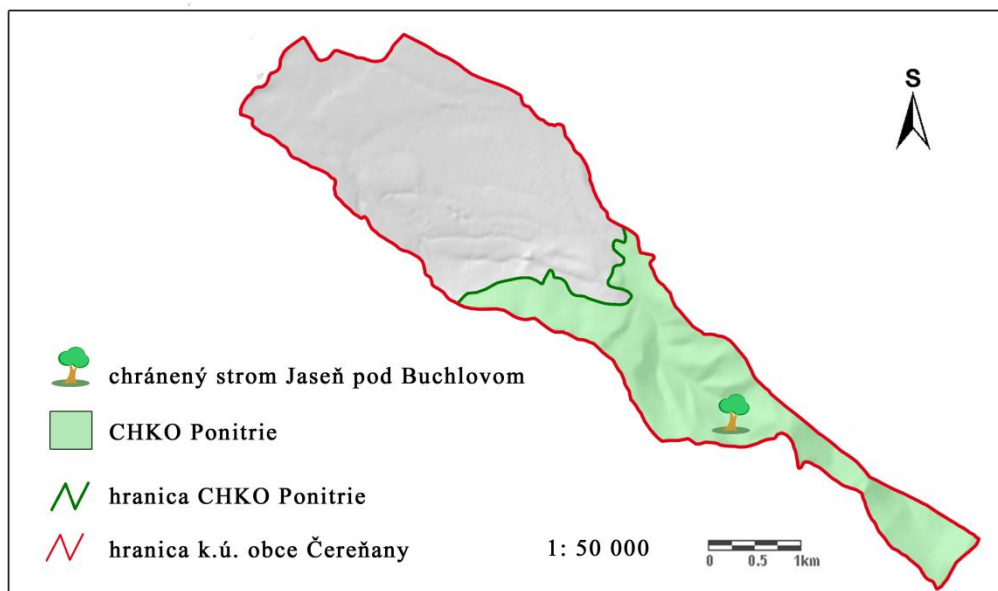 S
chránený strom Jaseň pod Buchlovom
CHKO Ponitrie
hranica CHKO Ponitrie
hranica k.ú. obce Čereňany
1: 50 000
0 0.5 1km